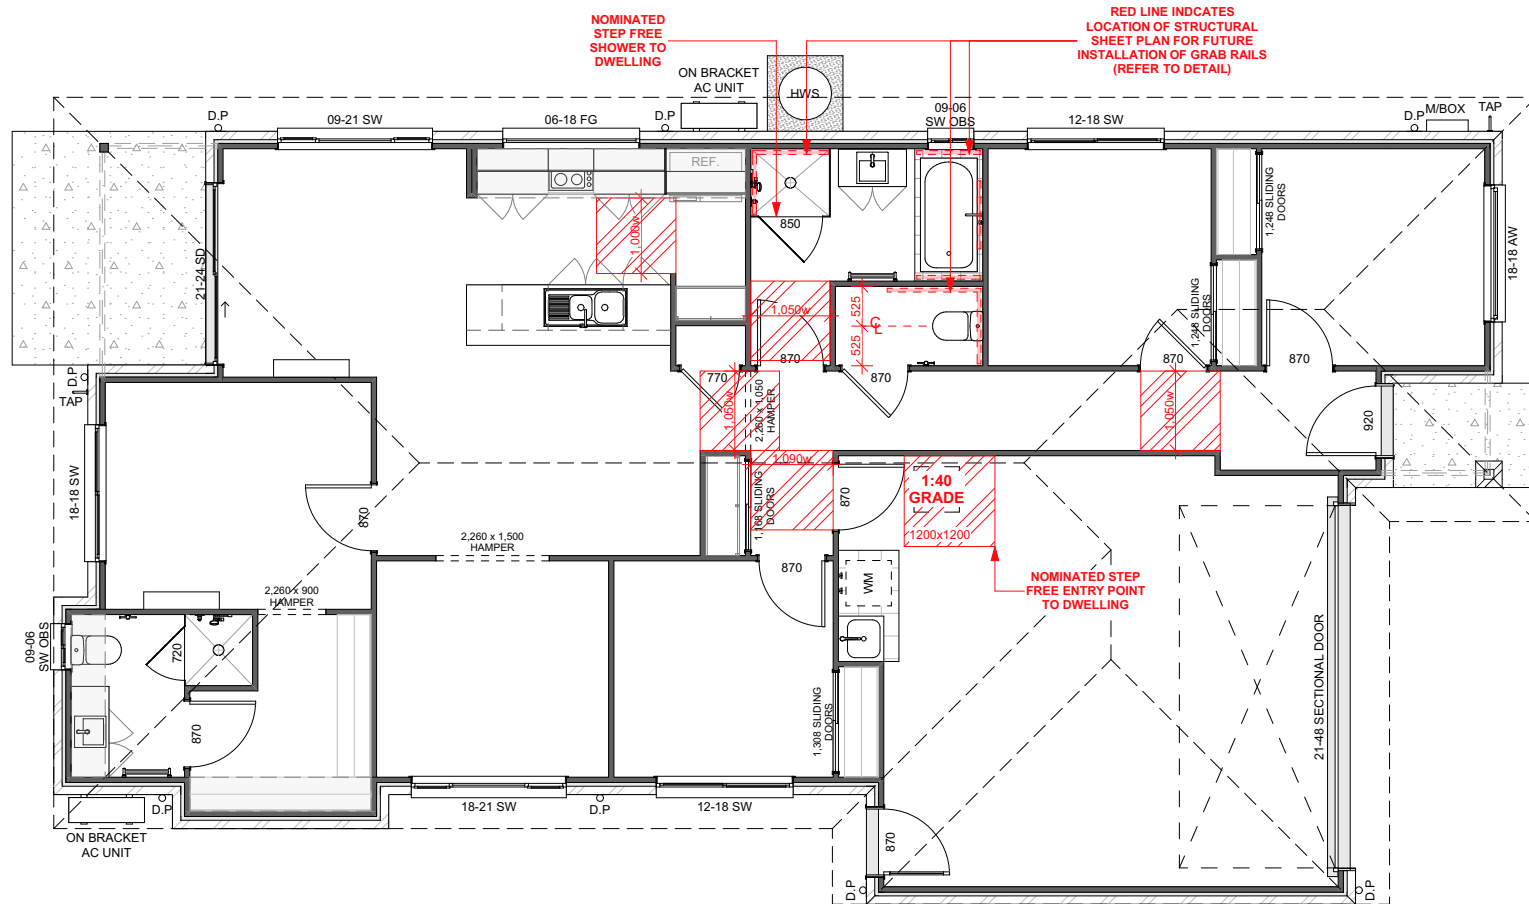 NOMINATED
STEP FREE
SHOWER TO
DWELLING
RED LINE INDCATES
LOCATION OF STRUCTURAL
SHEET PLAN FOR FUTURE
INSTALLATION OF GRAB RAILS
(REFER TO DETAIL)
ON BRACKET
AC UNIT
HWS
D.P
09-21 SW
06-18 FG
D.P
09-06
SW OBS
12-18 SW
D.P
M/BOX
TAP
REF.
850
1,000w
21-24 SD
1,248 SLIDING
DOORS
1,248 SLIDING
DOORS
18-18 AW
1,050w
525
525
CL
870
870
870
870
770
1,050w
2,260 x 1,050
HAMPER
1,050w
920
D.P
TAP
18-18 SW
870
1,090w
1,168 SLIDING
DOORS
870
1:40
GRADE
1200x1200
2,260 x 1,500
HAMPER
870
WM
NOMINATED STEP
FREE ENTRY POINT
TO DWELLING
2,260 x 900
HAMPER
09-06
SW OBS
720
870
1,308 SLIDING
DOORS
21-48 SECTIONAL DOOR
D.P
18-21 SW
D.P
12-18 SW
ON BRACKET
AC UNIT
870
D.P
D.P